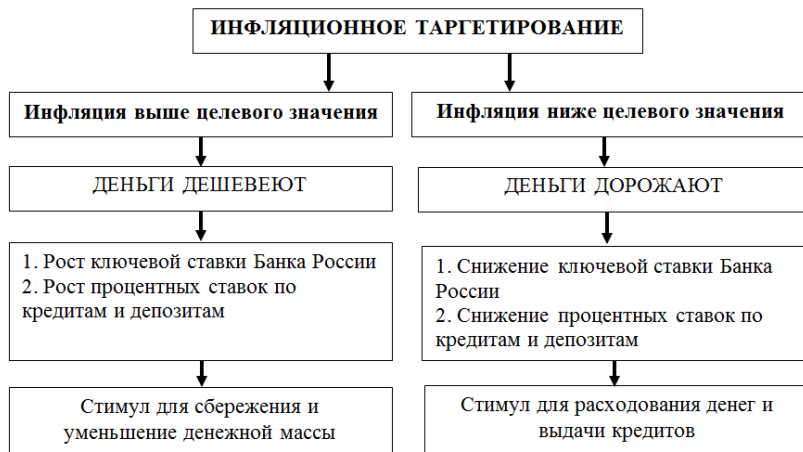 ИНФЛЯЦИОННОЕ ТАРГЕТИРОВАНИЕ
Инфляция выше целевого значения
Инфляция ниже целевого значения
ДЕНЬГИ ДЕШЕВЕЮТ
ДЕНЬГИ ДОРОЖАЮТ
1. Рост ключевой ставки Банка России
2. Рост процентных ставок по
кредитам и депозитам
1. Снижение ключевой ставки Банка
России
2. Снижение процентных ставок по
кредитам и депозитам
Стимул для сбережения и
уменьшение денежной массы
Стимул для расходования денег и
выдачи кредитов